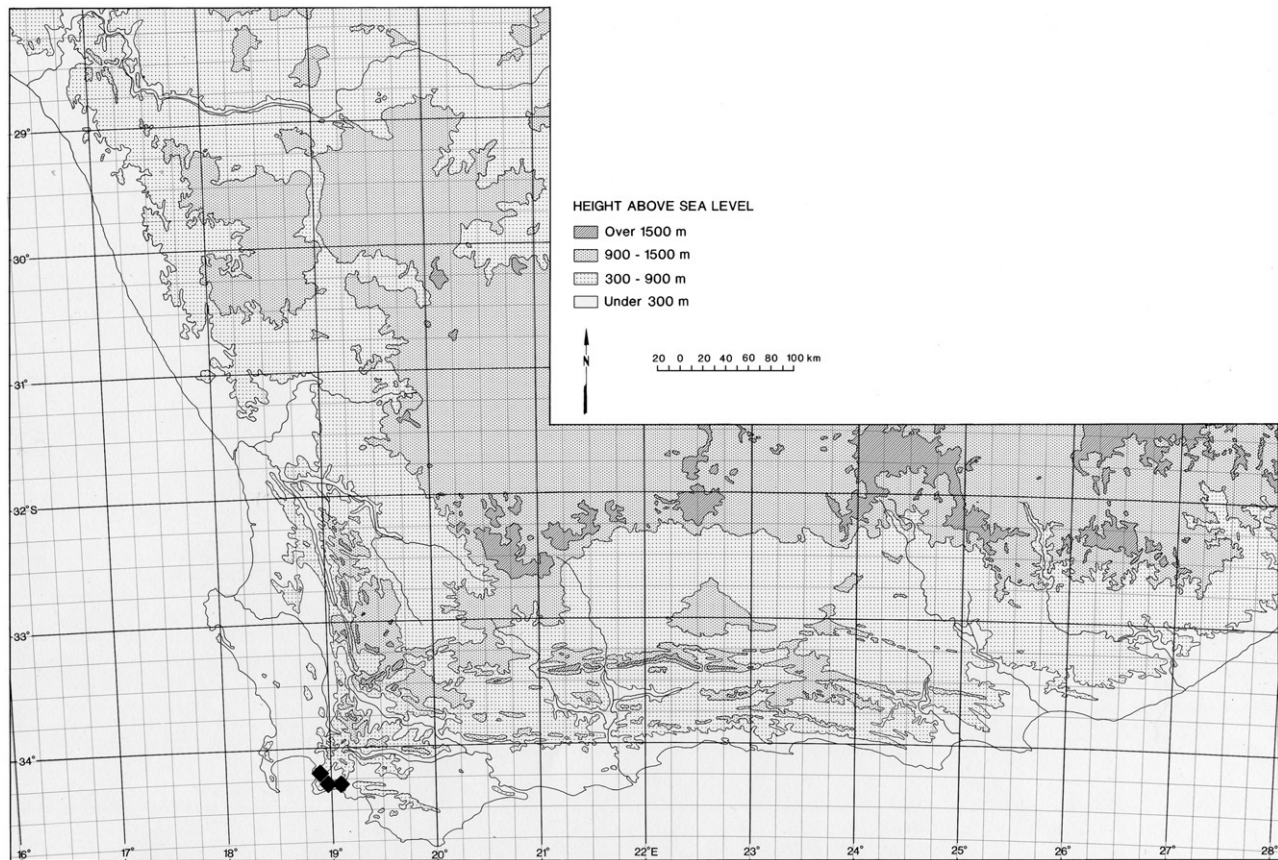 29°
30°
31°
32°S
33°
34°
HEIGHT ABOVE SEA LEVEL
Over 1500 m
900 - 1500 m
300 - 900 m
Under 300 m
N
20 0 20 40 60 80 100 km
16° 17° 18° 19° 20° 21° 22°E 23° 24° 25° 26° 27° 28°